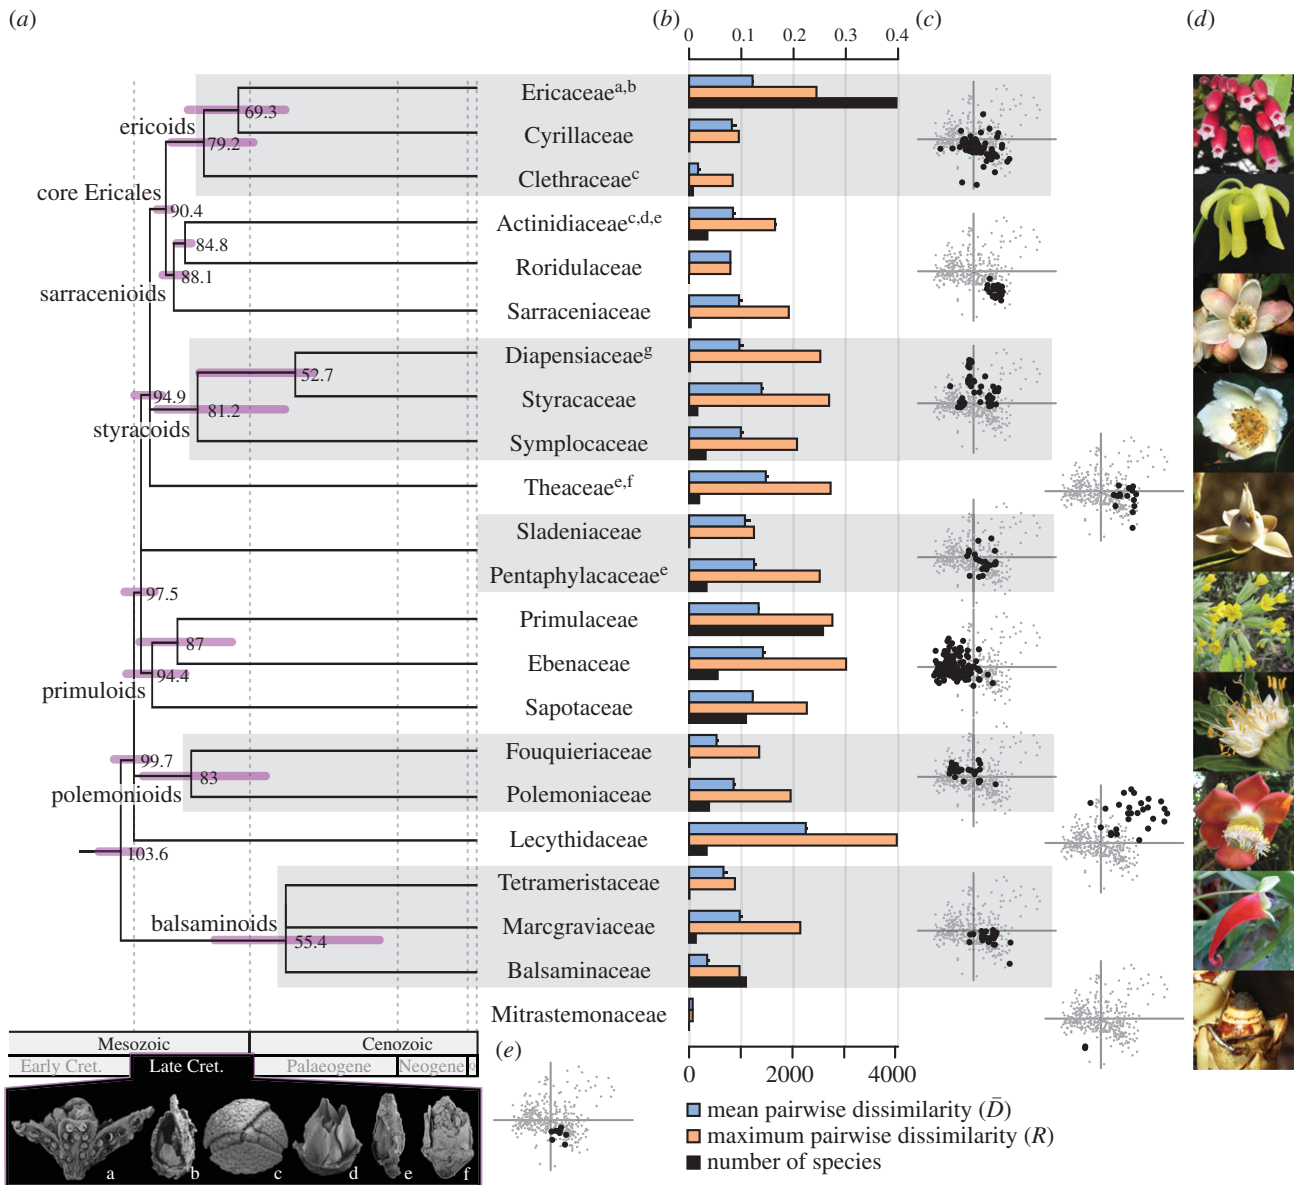 (a)
(b)
(c)
(d)
0 0.1 0.2 0.3 0.4
Ericaceae a,b
Cyrillaceae
Clethraceae c
Actinidiaceae c,d,e
Roridulaceae
Sarraceniaceae
Diapensiaceae g
Styracaceae
Symplocaceae
Theaceae e,f
Sladeniaceae
Pentaphylacaceae e
Primulaceae
Ebenaceae
Sapotaceae
Fouquieriaceae
Polemoniaceae
Lecythidaceae
Tetrameristaceae
Marcgraviaceae
Balsaminaceae
Mitrastemonaceae
69.3
ericoids
79.2
core Ericales
90.4
84.8
88.1
sarracenioids
52.7
94.9
81.2
styracoids
97.5
87
94.4
primuloids
99.7
83
polemonioids
103.6
balsaminoids
55.4
Mesozoic Cenozoic
Early Cret. Late Cret. Palaeogene Neogene
a b c d e f
(e)
0 2000 4000
mean pairwise dissimilarity (D̄)
maximum pairwise dissimilarity (R)
number of species